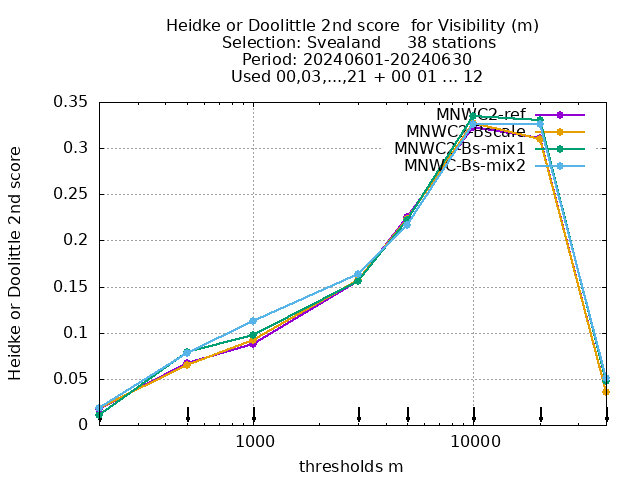 Heidke or Doolittle 2nd score  for Visibility (m)
Selection: Svealand     38 stations
Period: 20240601-20240630
Used 00,03,...,21 + 00 01 ... 12
MNWC2-ref
MNWC2-Bscale
MNWC2-Bs-mix1
MNWC-Bs-mix2
Heidke or Doolittle 2nd score
0.35
0.3
0.25
0.2
0.15
0.1
0.05
0
1000
10000
thresholds m